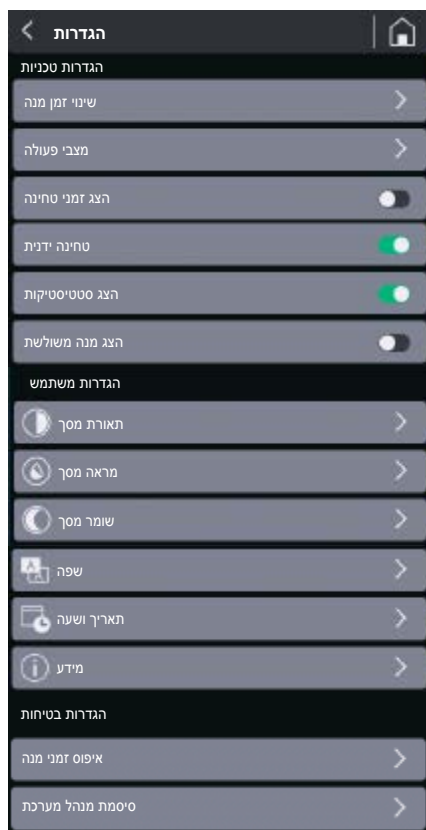 הגדרות
הגדרות טכניות
שינוי זמן מנה
מצבי פעולה
הצג זמני טחינה
טחינה ידנית
הצג סטטיסטיקות
הצג מנה משולשת
הגדרות משתמש
תאורת מסך
מראה מסך
שומר מסך
שפה
תאריך ושעה
מידע
הגדרות בטיחות
איפוס זמני מנה
סיסמת מנהל מערכת